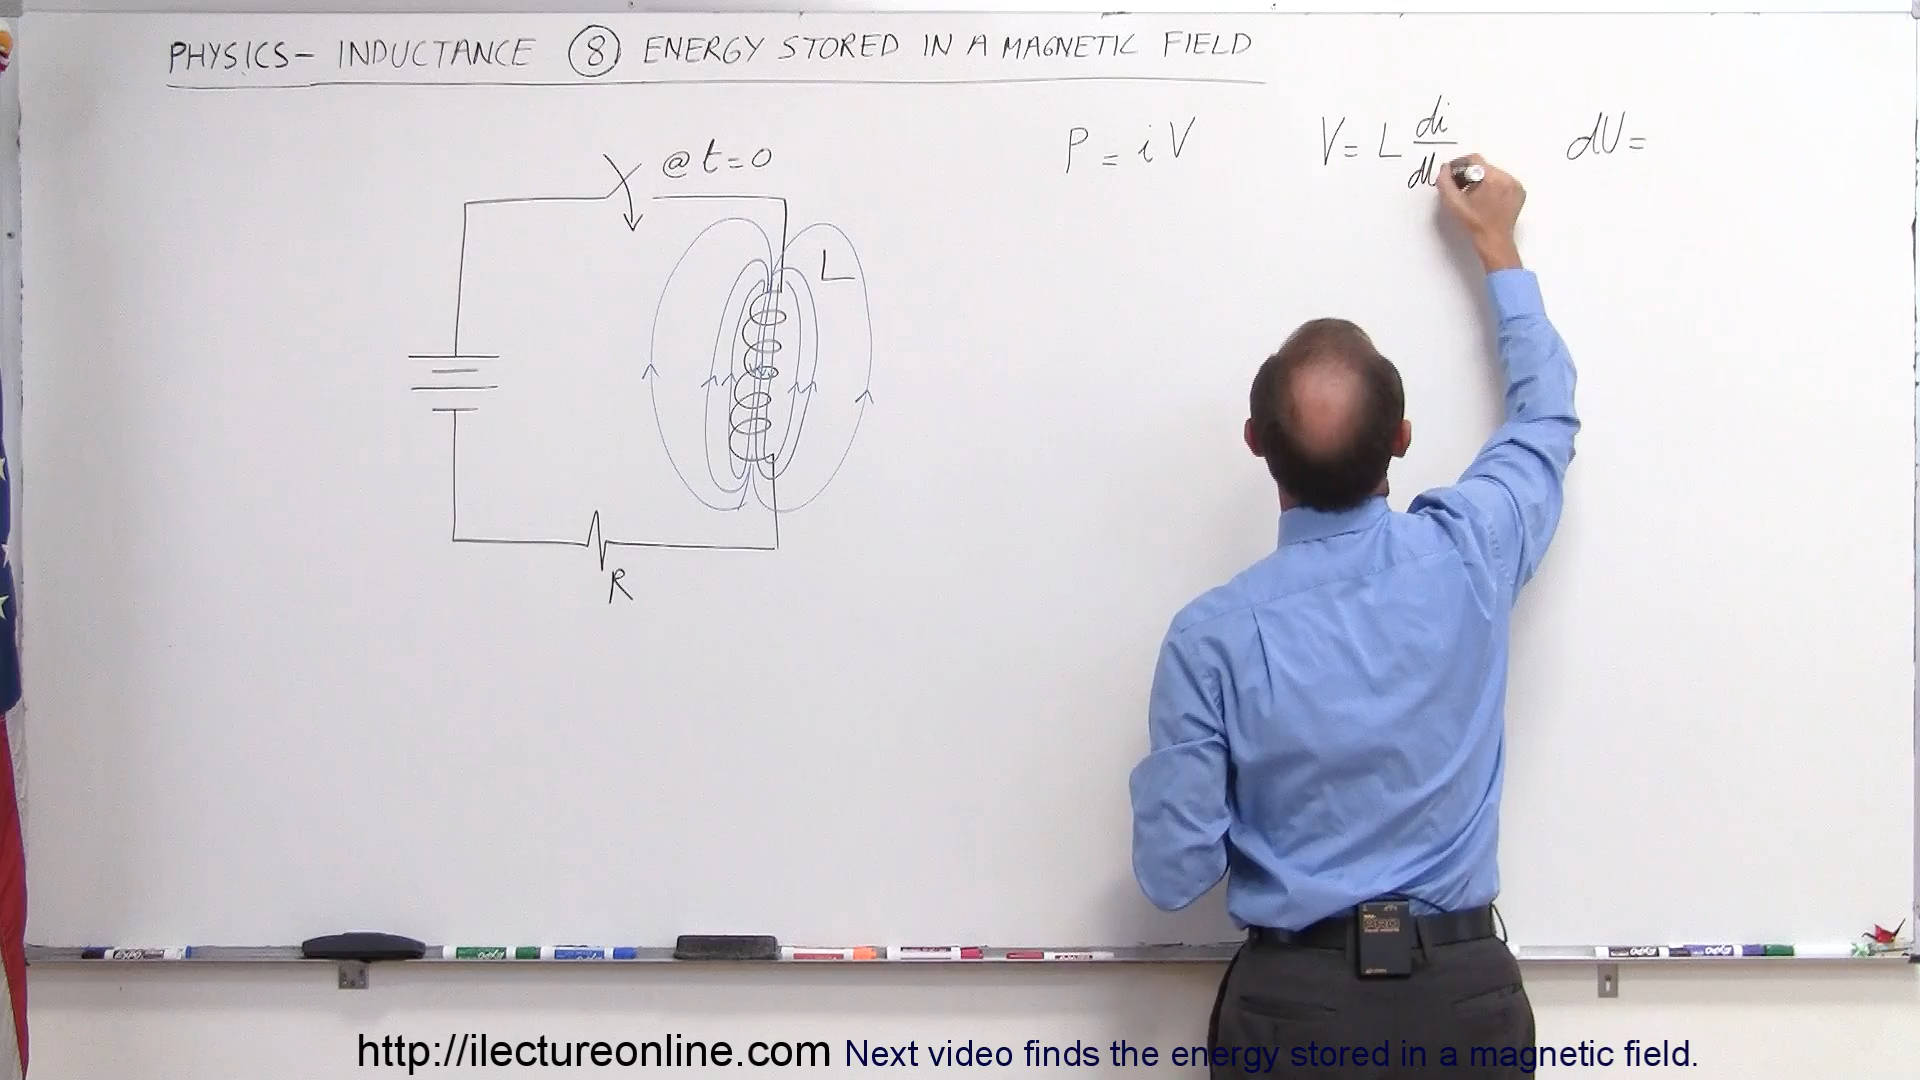 PHYSICS- INDUCTANCE ⑧ ENERGY STORED IN A MAGNETIC FIELD
P = i V
V = L di/dt
dU =
@ t = 0
L
R
http://ilectureonline.com Next video finds the energy stored in a magnetic field.